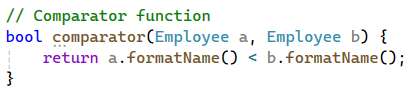 // Comparator function
bool comparator(Employee a, Employee b) {
    return a.formatName() < b.formatName();
}